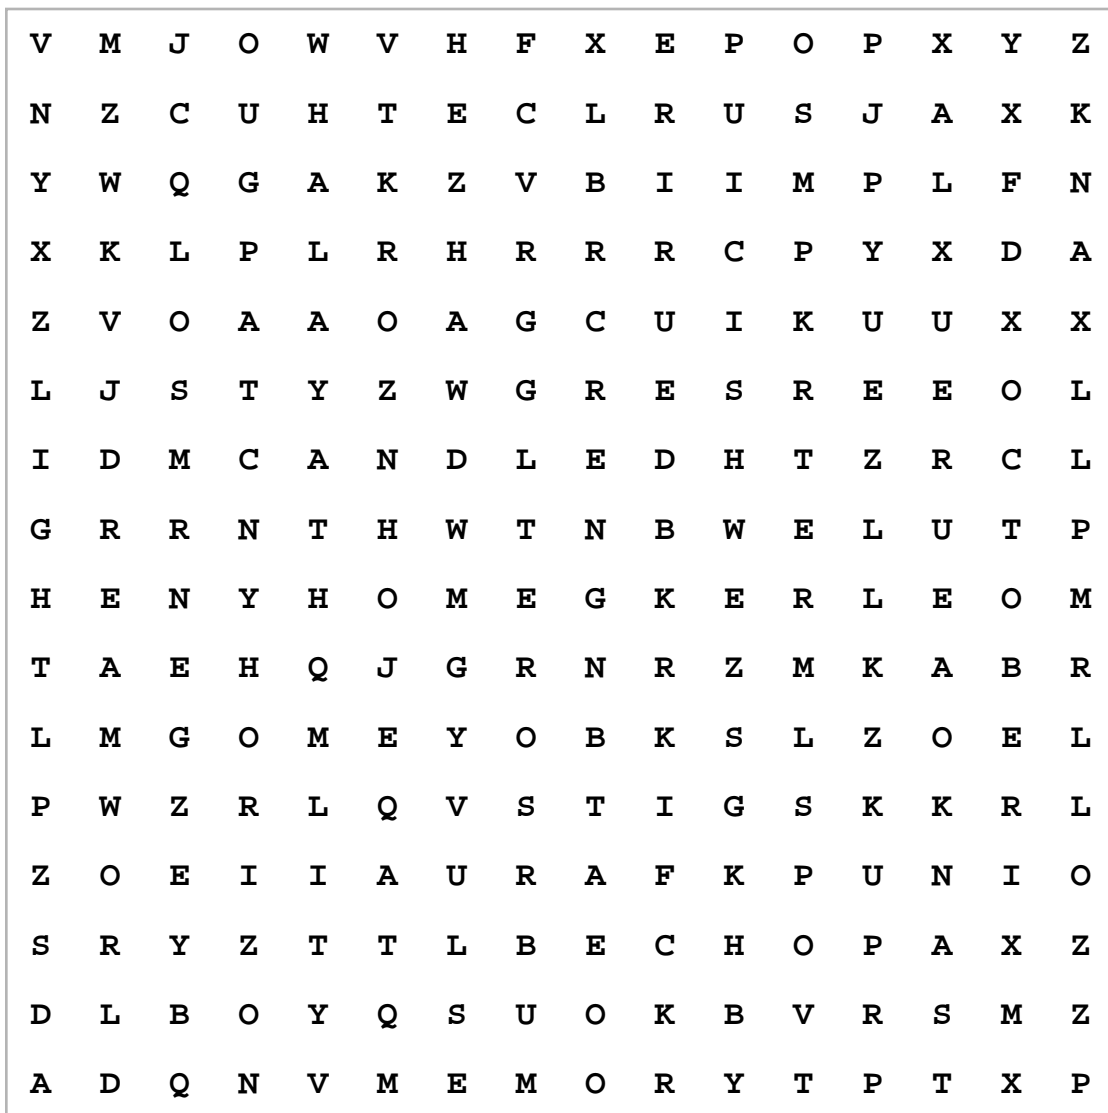 V M J O W V H F X E P O P X Y Z
N Z C U H T E C L R U S J A X K
Y W Q G A K Z V B I I M P L F N
X K L P L R H R R R C P Y X D A
Z V O A A O A G C U I K U U X X
L J S T Y Z W G R E S R E E O L
I D M C A N D L E D H T Z R C L
G R R N T H W T N B W E L U T P
H E N Y H O M E G K E R L E O M
T A E H Q J G R N R Z M K A B R
L M G O M E Y O B K S L Z O E L
P W Z R L Q V S T I G S K K R L
Z O E I I A U R A F K P U N I O
S R Y Z T T L B E C H O P A X Z
D L B O Y Q S U O K B V R S M Z
A D Q N V M E M O R Y T P T X P